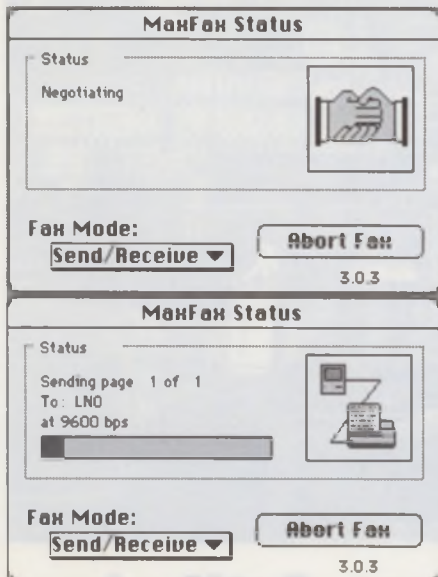 MaxFax Status
Status
Negotiating
Fax Mode:
Send/Receive ▼
Abort Fax
3.0.3
MaxFax Status
Status
Sending page 1 of 1
To: LNO
at 9600 bps
Fax Mode:
Send/Receive ▼
Abort Fax
3.0.3